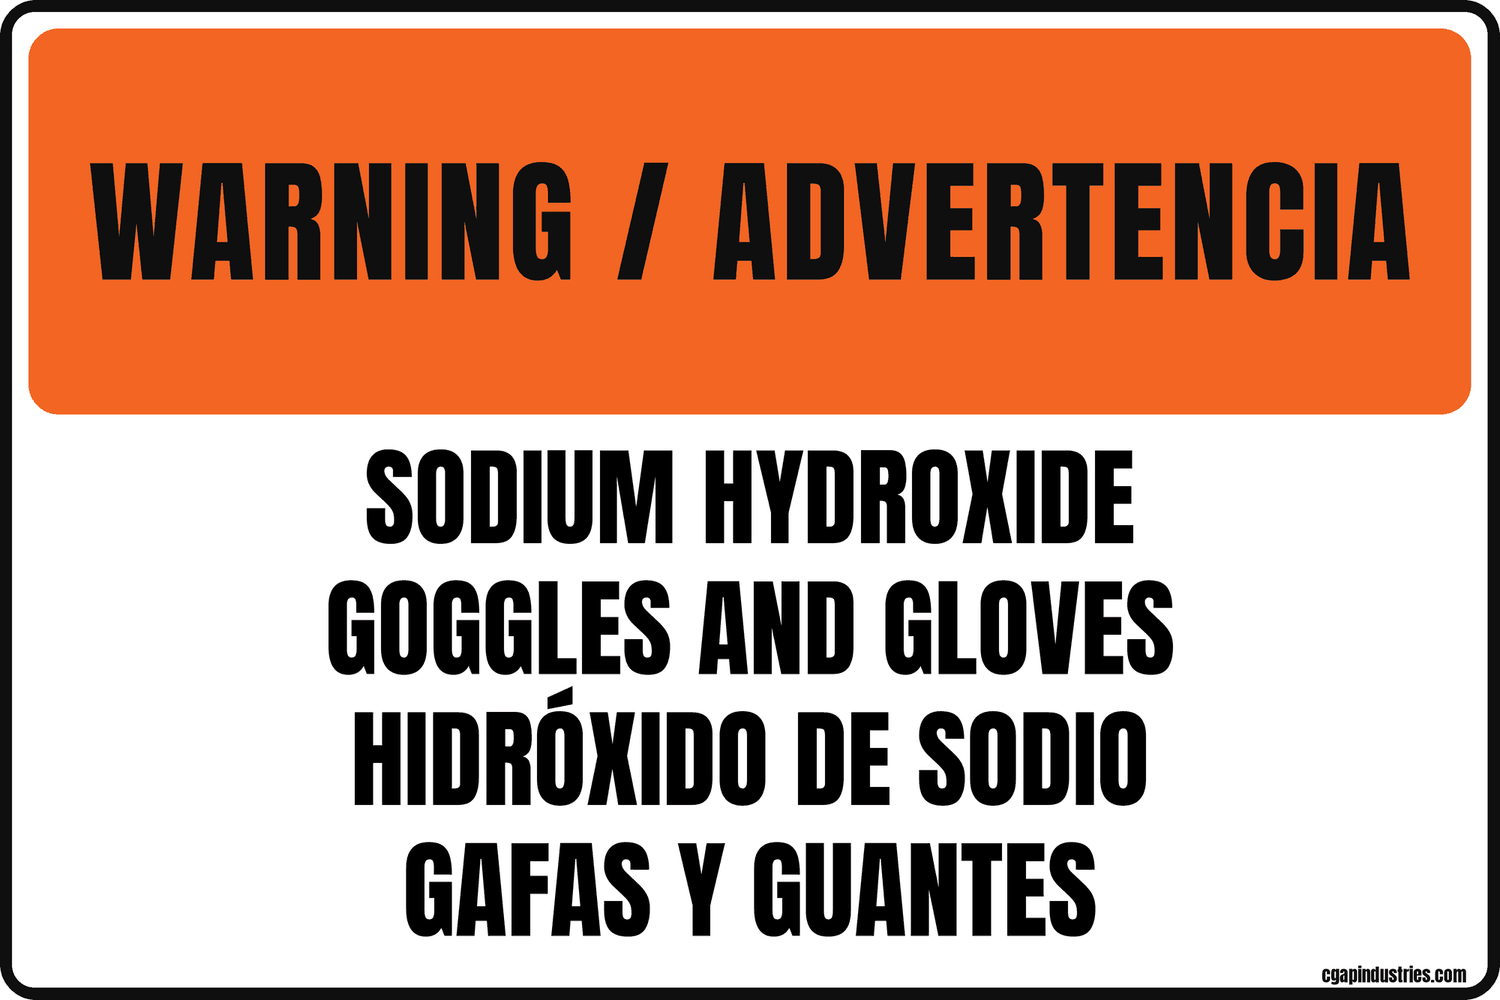 WARNING / ADVERTENCIA
SODIUM HYDROXIDE
GOGGLES AND GLOVES
HIDRÓXIDO DE SODIO
GAFAS Y GUANTES
cgapindustries.com